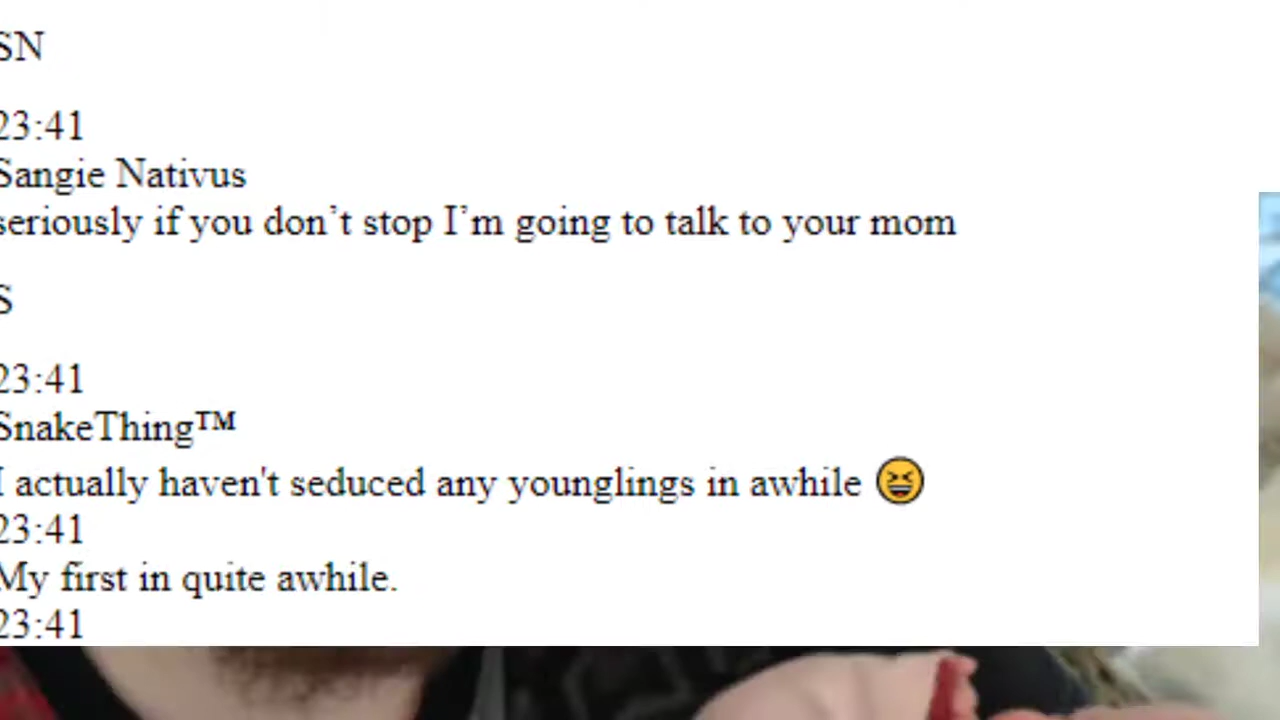 SN
23:41
Sangie Nativus
seriously if you don’t stop I’m going to talk to your mom
S
23:41
SnakeThing™
I actually haven't seduced any younglings in awhile 😆
23:41
My first in quite awhile.
23:41